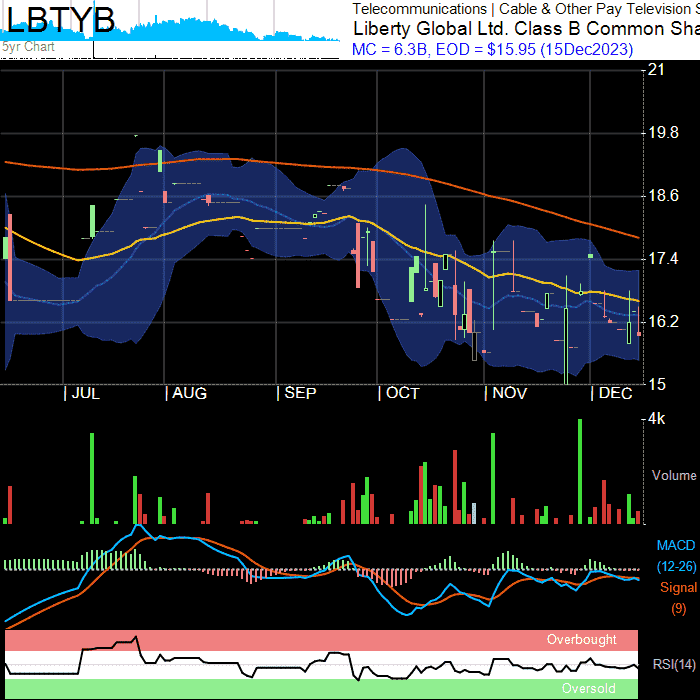 LBTYB
5yr Chart
Telecommunications | Cable & Other Pay Television S
Liberty Global Ltd. Class B Common Sha
MC = 6.3B, EOD = $15.95 (15Dec2023)
21
19.8
18.6
17.4
16.2
15
| JUL | AUG | SEP | OCT | NOV | DEC
4k
Volume
MACD
(12-26)
Signal
(9)
Overbought
RSI(14)
Oversold